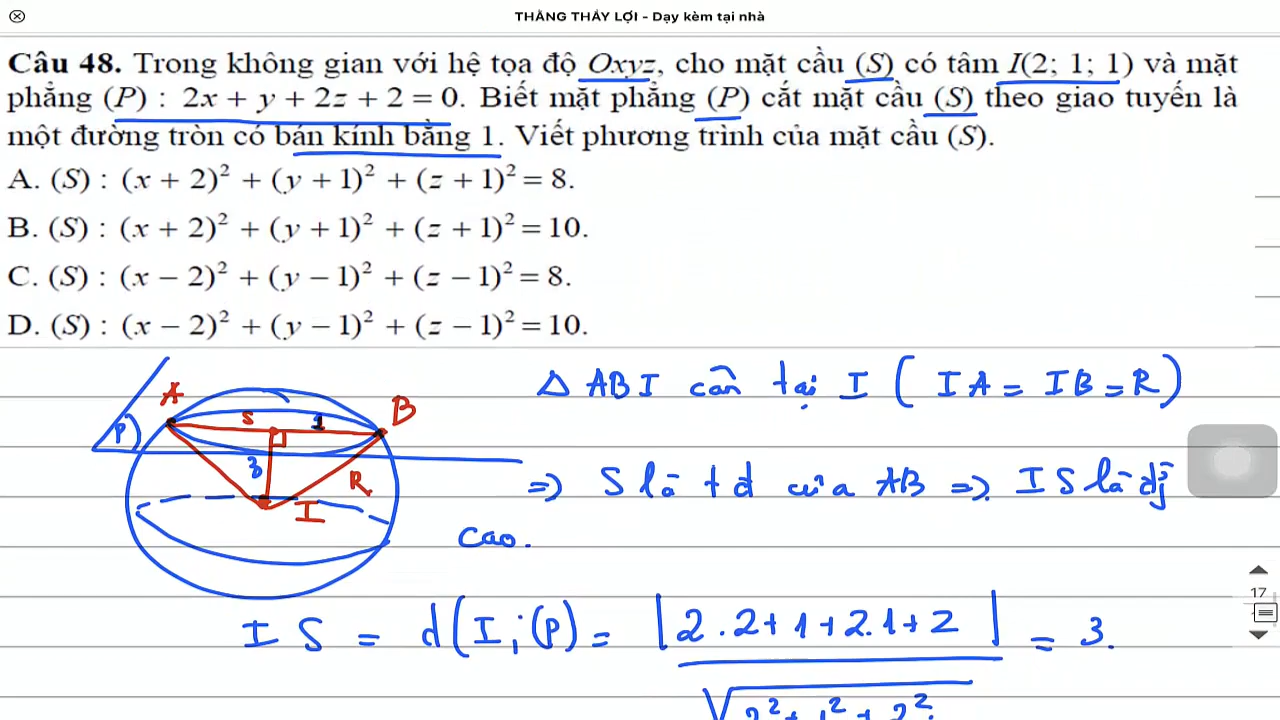 THẮNG THẦY LỢI - Dạy kèm tại nhà
Câu 48. Trong không gian với hệ tọa độ Oxyz, cho mặt cầu (S) có tâm I(2; 1; 1) và mặt
phẳng (P) : 2x + y + 2z + 2 = 0. Biết mặt phẳng (P) cắt mặt cầu (S) theo giao tuyến là
một đường tròn có bán kính bằng 1. Viết phương trình của mặt cầu (S).
A. (S) : (x + 2)² + (y + 1)² + (z + 1)² = 8.
B. (S) : (x + 2)² + (y + 1)² + (z + 1)² = 10.
C. (S) : (x − 2)² + (y − 1)² + (z − 1)² = 8.
D. (S) : (x − 2)² + (y − 1)² + (z − 1)² = 10.
A
B
P)
S
1
3
R
I
Δ ABI cân tại I ( IA = IB = R )
=> S là td của AB => IS là đg
cao.
IS = d(I; (P) = |2.2+1+2.1+2| = 3.
√2²+1²+2²
17